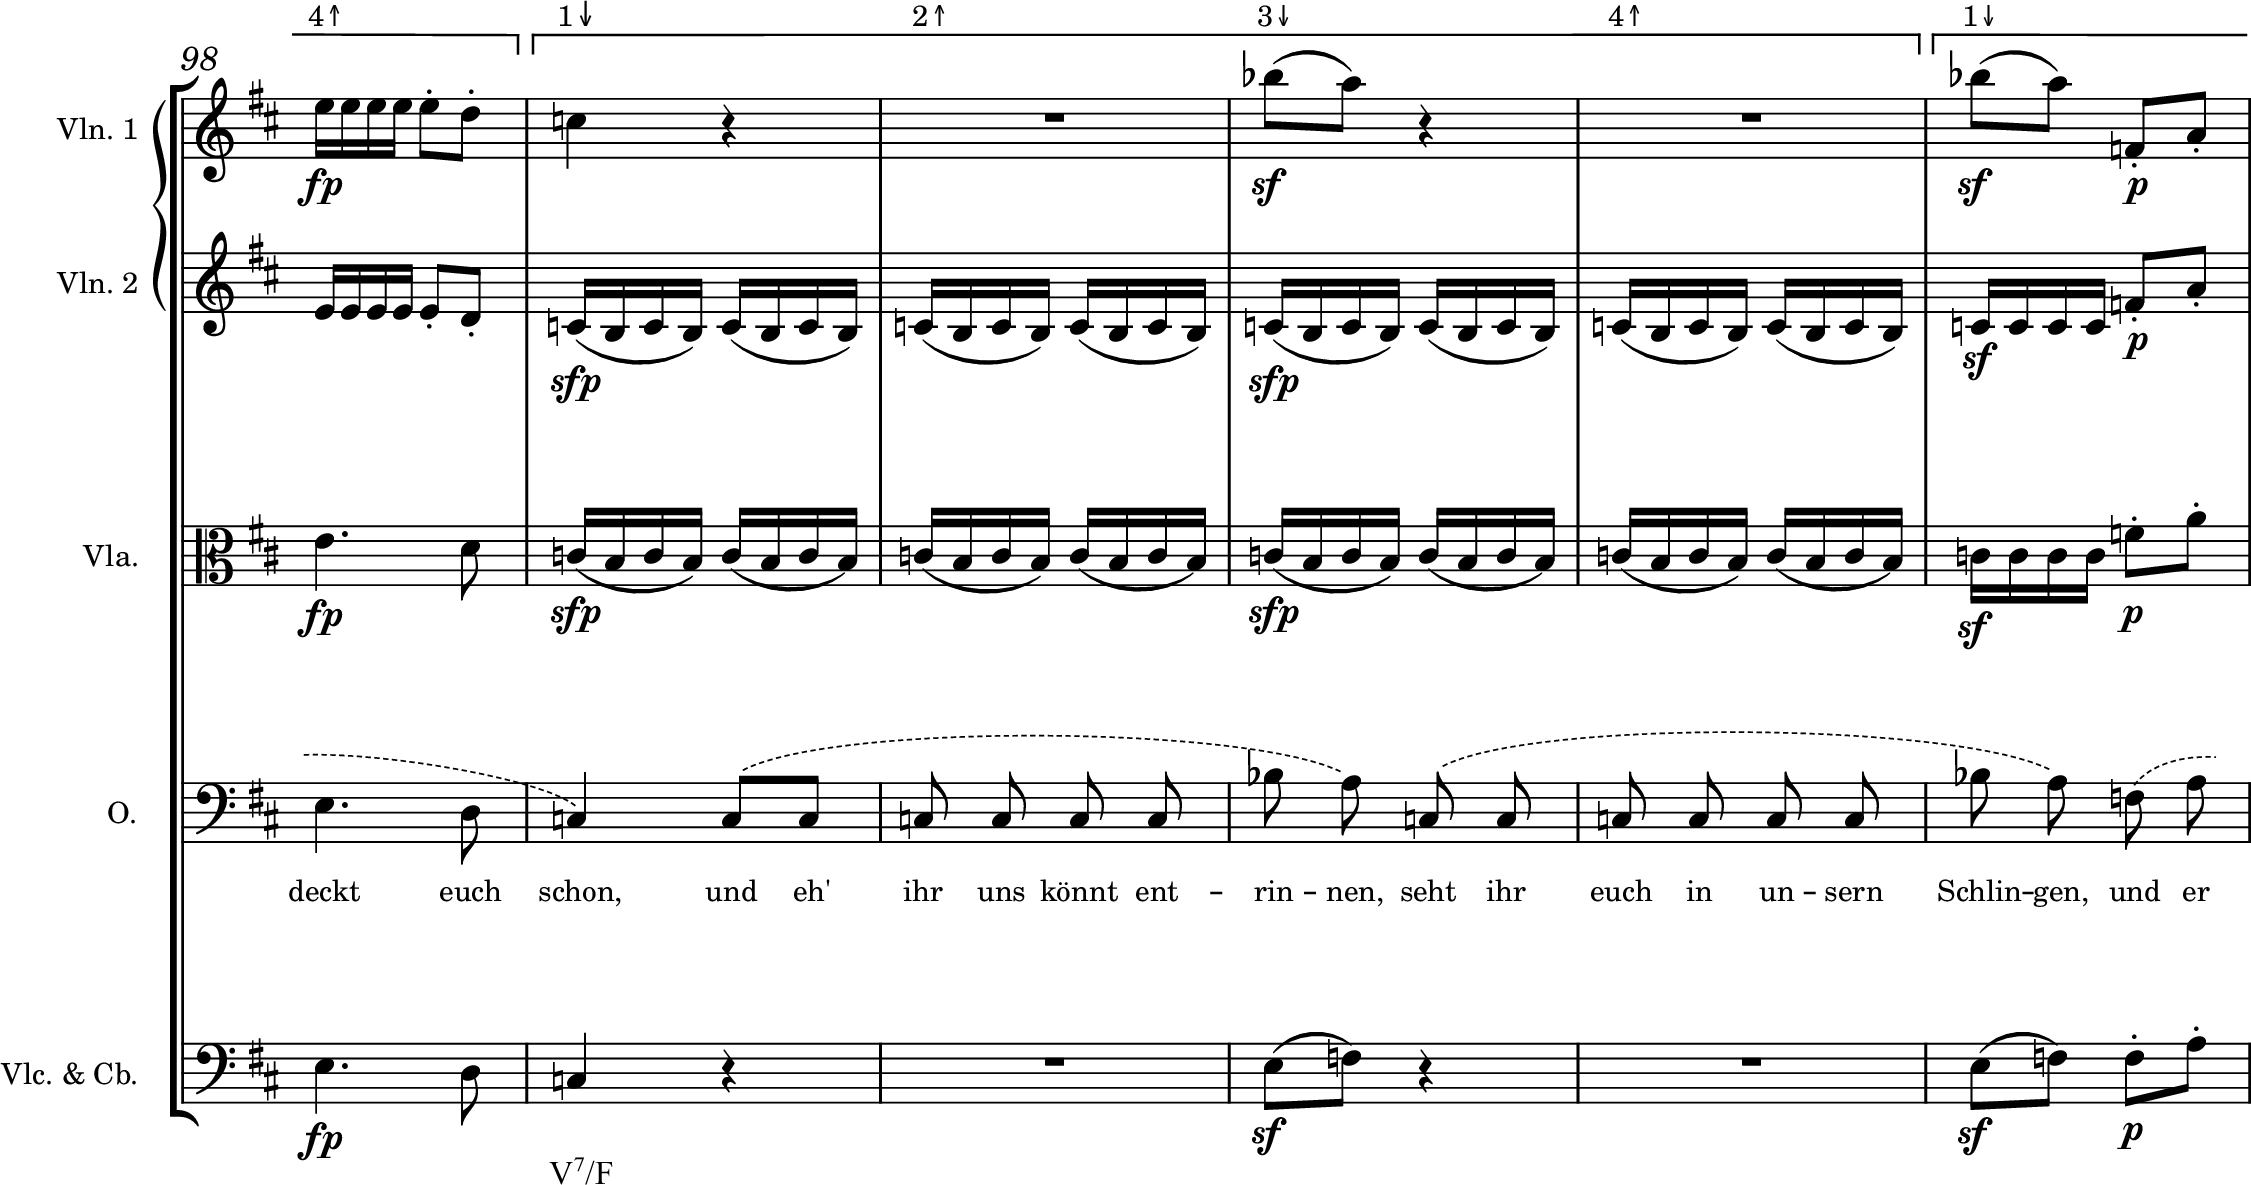 4↑ 1↓ 2↑ 3↓ 4↑ 1↓
98
Vln. 1
fp sf sf p
Vln. 2
sfp sfp sf p
Vla.
fp sfp sfp sf p
O.
deckt euch schon, und eh' ihr uns könnt ent - rin - nen, seht ihr euch in un - sern Schlin - gen, und er
Vlc. & Cb.
fp sf sf p
V7/F